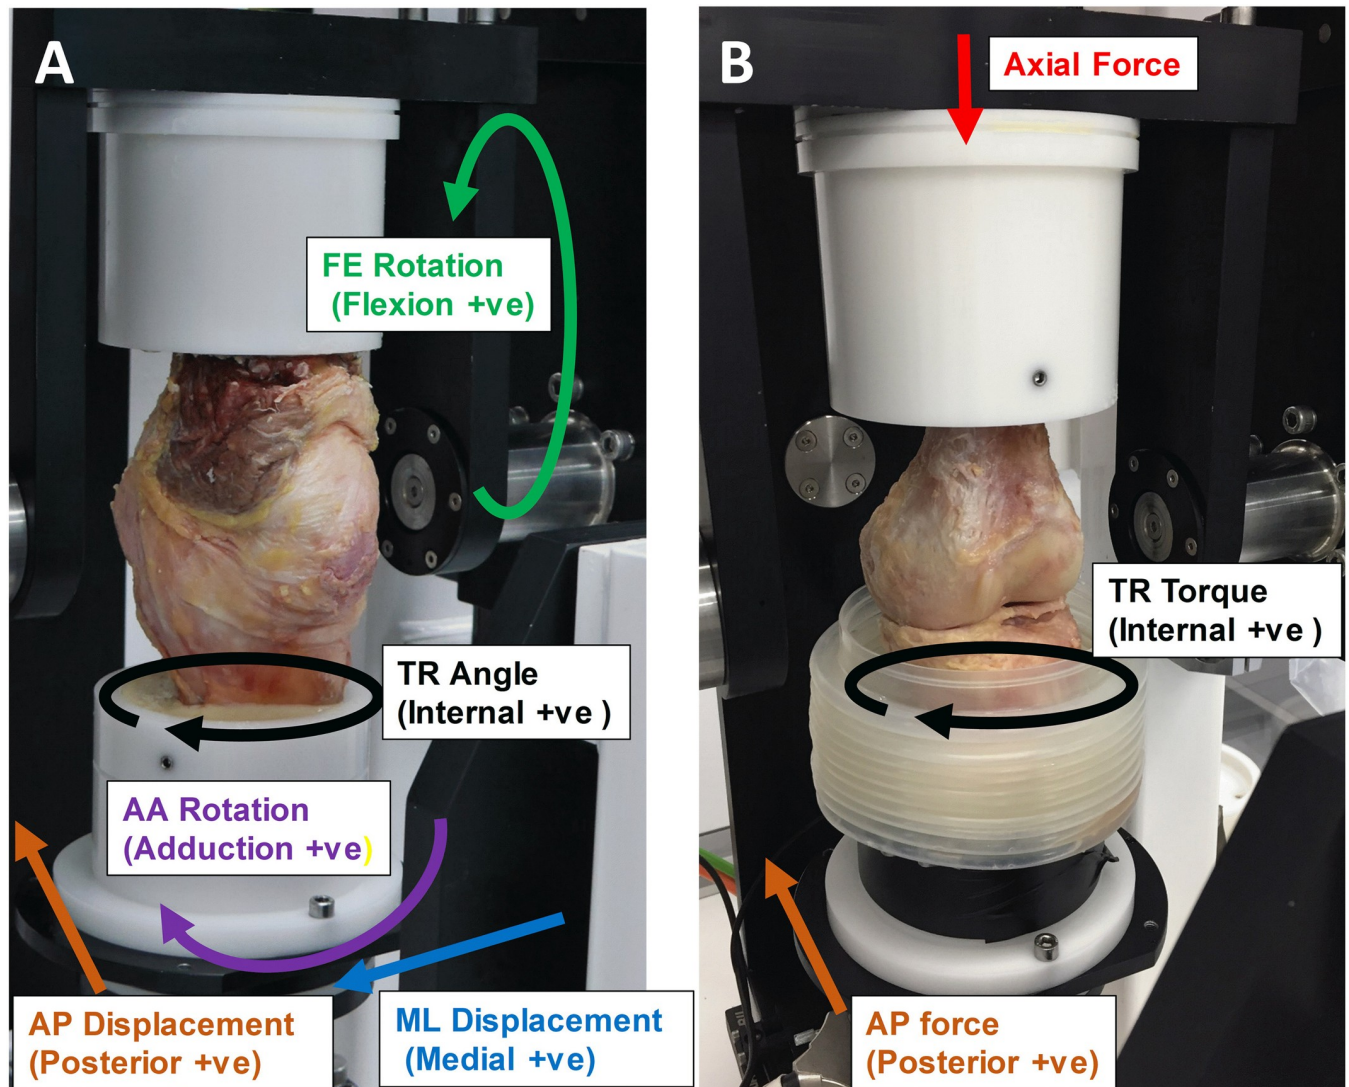 A
FE Rotation
(Flexion +ve)
TR Angle
(Internal +ve )
AA Rotation
(Adduction +ve)
AP Displacement
(Posterior +ve)
ML Displacement
(Medial +ve)
B
Axial Force
TR Torque
(Internal +ve )
AP force
(Posterior +ve)